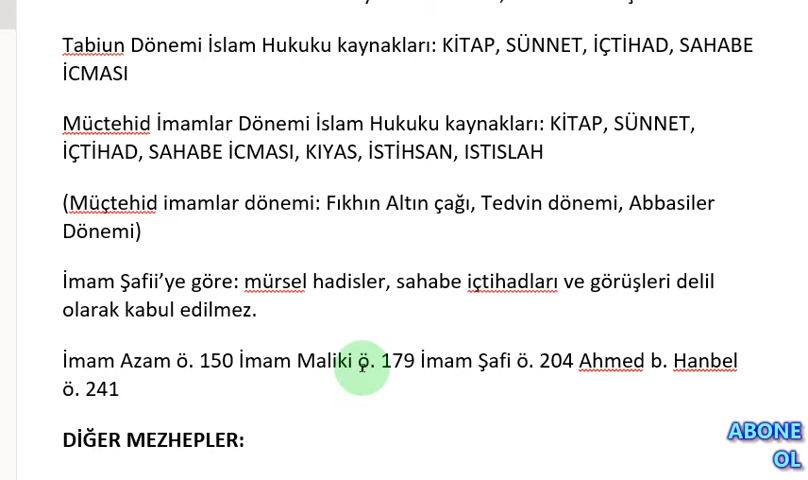 Tabiun Dönemi İslam Hukuku kaynakları: KİTAP, SÜNNET, İÇTİHAD, SAHABE
İCMASI
Müctehid İmamlar Dönemi İslam Hukuku kaynakları: KİTAP, SÜNNET,
İÇTİHAD, SAHABE İCMASI, KIYAS, İSTİHSAN, ISTISLAH
(Müçtehid imamlar dönemi: Fıkhın Altın çağı, Tedvin dönemi, Abbasiler
Dönemi)
İmam Şafii’ye göre: mürsel hadisler, sahabe içtihadları ve görüşleri delil
olarak kabul edilmez.
İmam Azam ö. 150 İmam Maliki ö. 179 İmam Şafi ö. 204 Ahmed b. Hanbel
ö. 241
DİĞER MEZHEPLER:
ABONE
OL